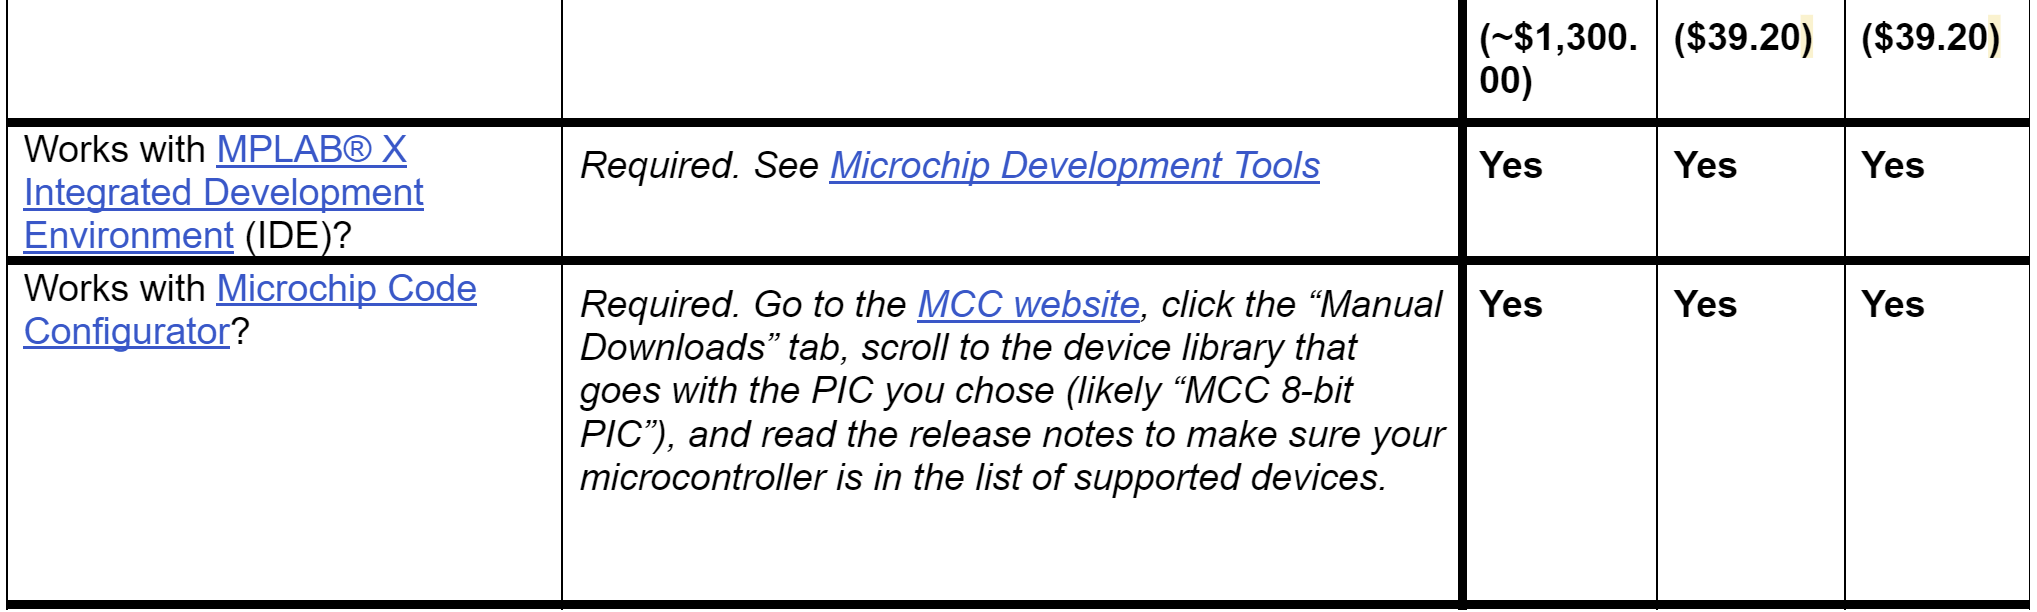 (~$1,300.
00)
($39.20)
($39.20)
Works with MPLAB® X
Integrated Development
Environment (IDE)?
Required. See Microchip Development Tools
Yes
Yes
Yes
Works with Microchip Code
Configurator?
Required. Go to the MCC website, click the “Manual
Downloads” tab, scroll to the device library that
goes with the PIC you chose (likely “MCC 8-bit
PIC”), and read the release notes to make sure your
microcontroller is in the list of supported devices.
Yes
Yes
Yes